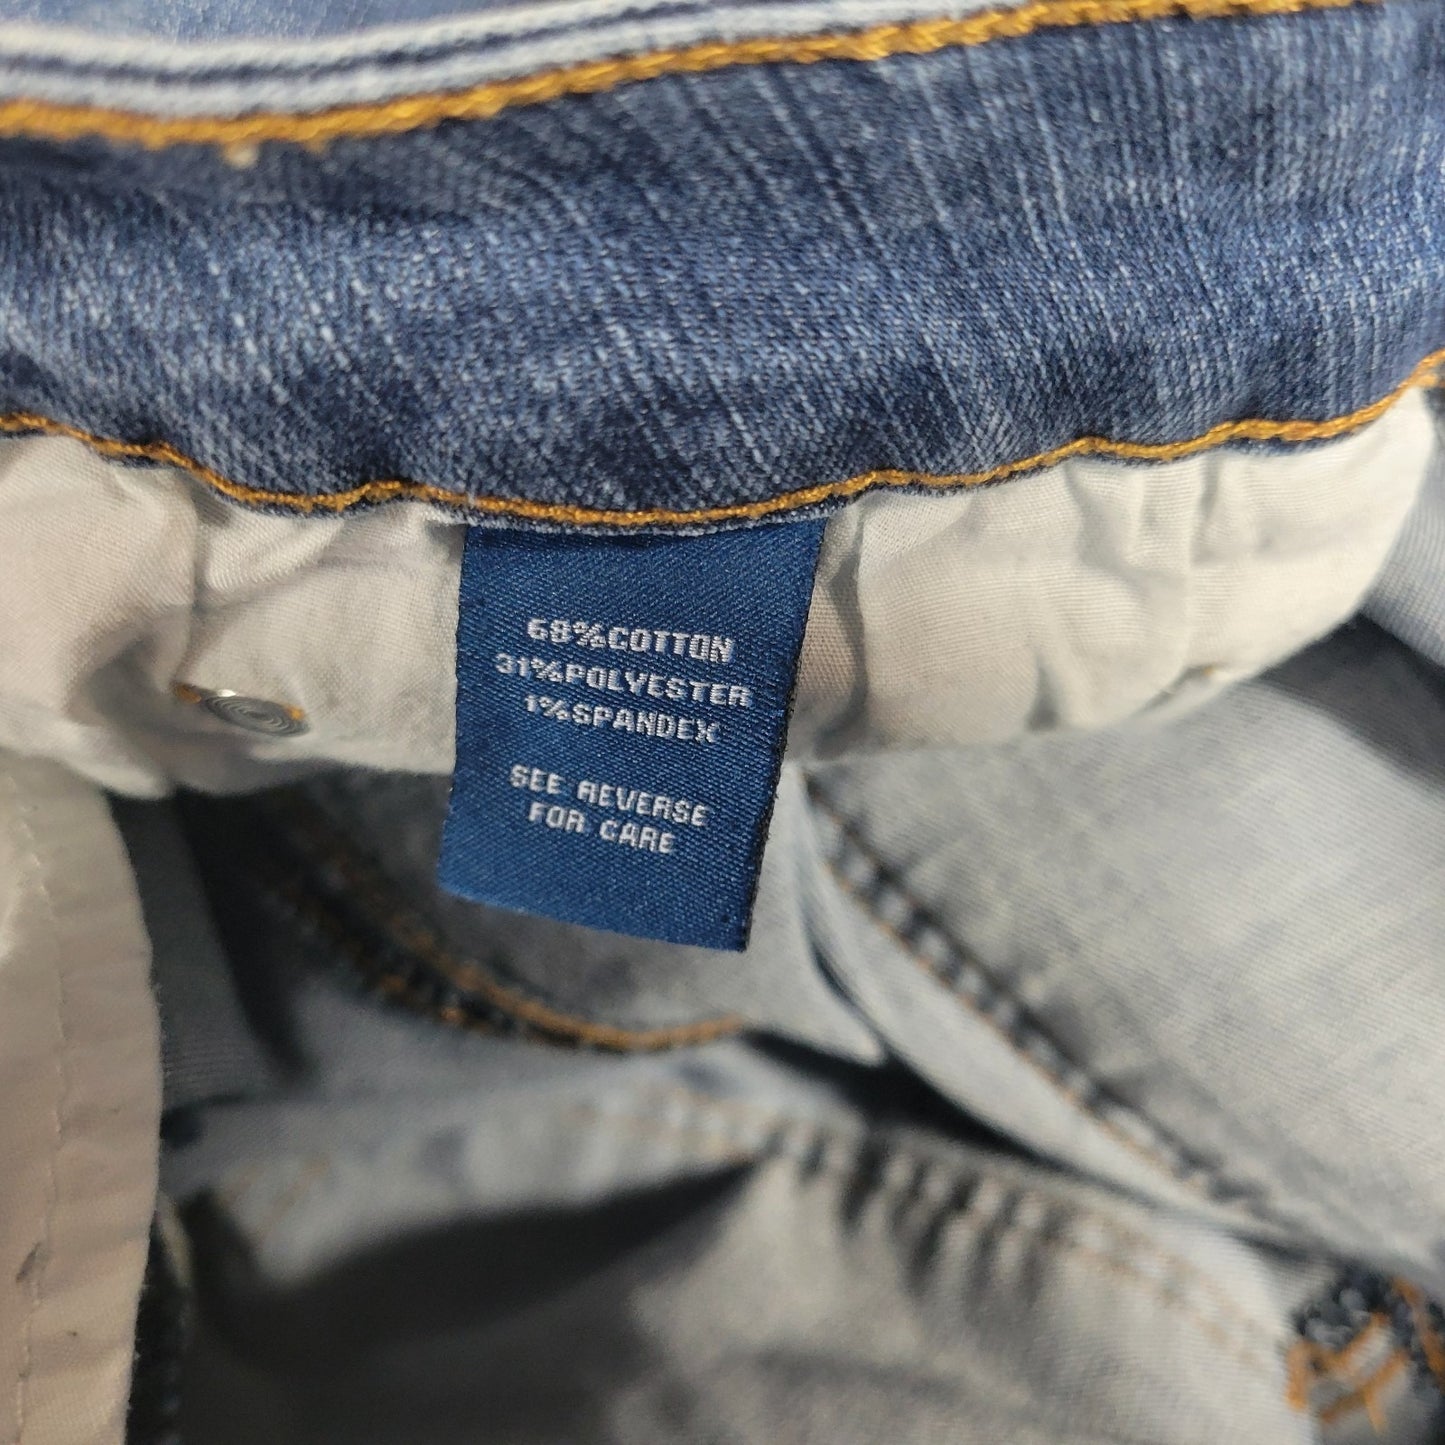 68%COTTON
31%POLYESTER
1%SPANDEX
SEE REVERSE
FOR CARE